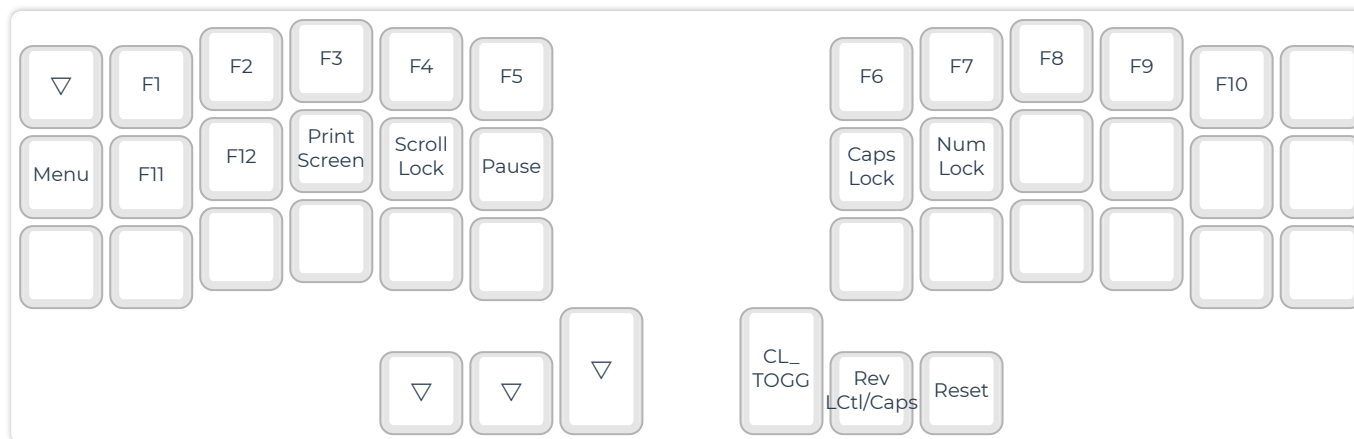 ▽ F1 F2 F3 F4 F5 F6 F7 F8 F9 F10
Menu F11 F12 Print Scroll Pause Caps Num
Screen Lock Lock Lock
▽ ▽ ▽ CL_ Rev Reset
TOGG LCtl/Caps